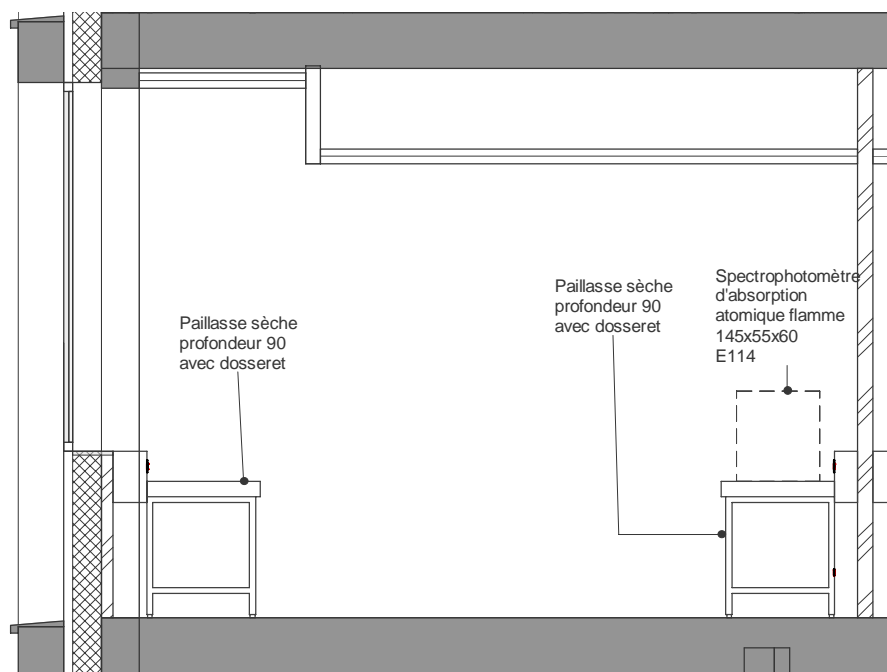 Paillasse sèche
profondeur 90
avec dosseret
Paillasse sèche
profondeur 90
avec dosseret
Spectrophotomètre
d'absorption
atomique flamme
145x55x60
E114